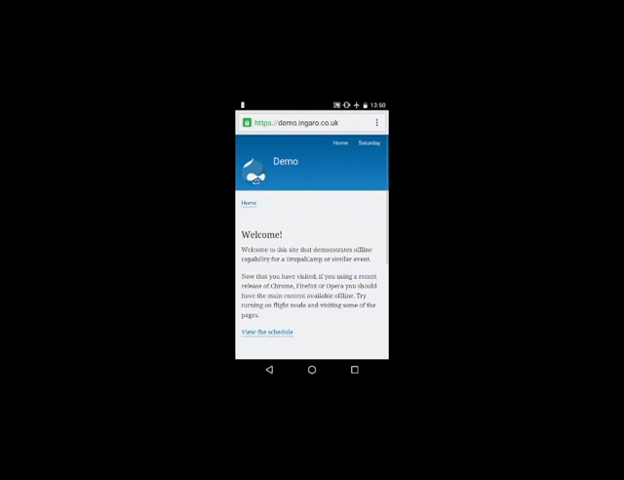 13:50
https://demo.ingaro.co.uk
Home Saturday
Demo
Home
Welcome!
Welcome to this site that demonstrates offline
capability for a DrupalCamp or similar event.
Now that you have visited, if you using a recent
release of Chrome, Firefox or Opera you should
have the main content available offline. Try
turning on flight mode and visiting some of the
pages.
View the schedule